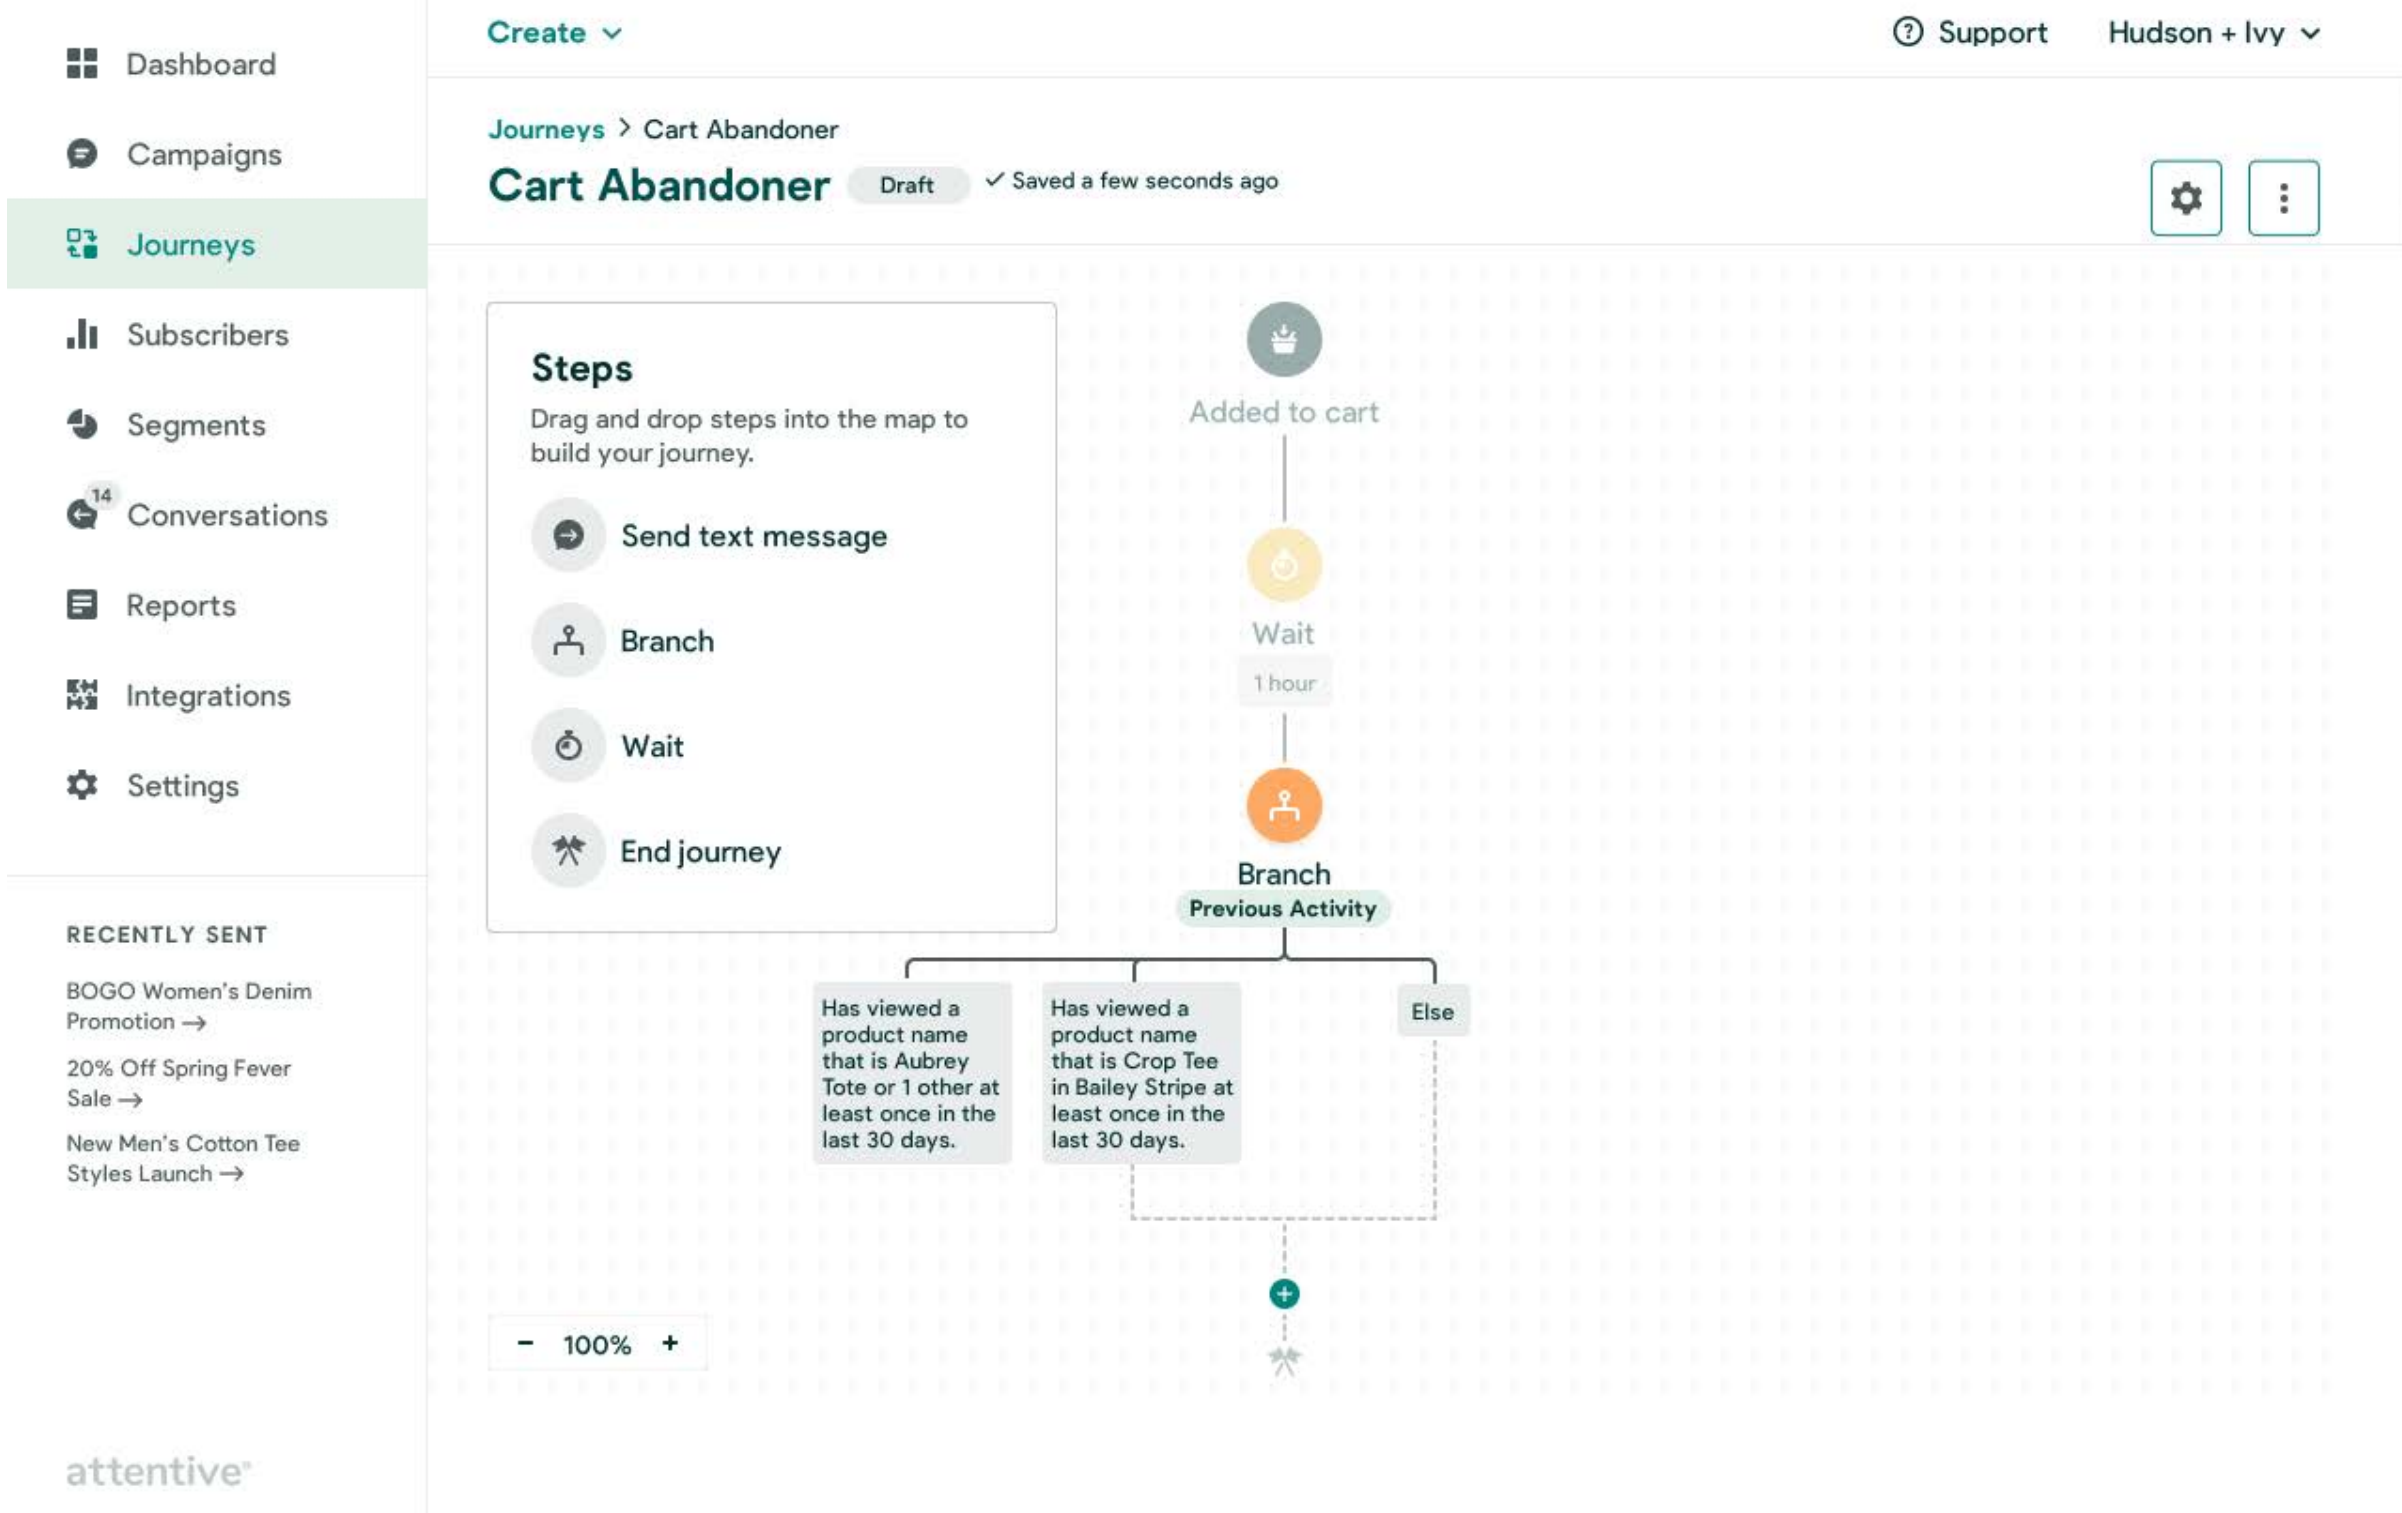 Dashboard
Campaigns
Journeys
Subscribers
Segments
14
Conversations
Reports
Integrations
Settings
RECENTLY SENT
BOGO Women's Denim
Promotion →
20% Off Spring Fever
Sale →
New Men's Cotton Tee
Styles Launch →
attentive®
Create
? Support
Hudson + Ivy
Journeys > Cart Abandoner
Cart Abandoner
Draft
✓ Saved a few seconds ago
Steps
Drag and drop steps into the map to
build your journey.
Send text message
Branch
Wait
End journey
Added to cart
Wait
1 hour
Branch
Previous Activity
Has viewed a
product name
that is Aubrey
Tote or 1 other at
least once in the
last 30 days.
Has viewed a
product name
that is Crop Tee
in Bailey Stripe at
least once in the
last 30 days.
Else
+
− 100% +